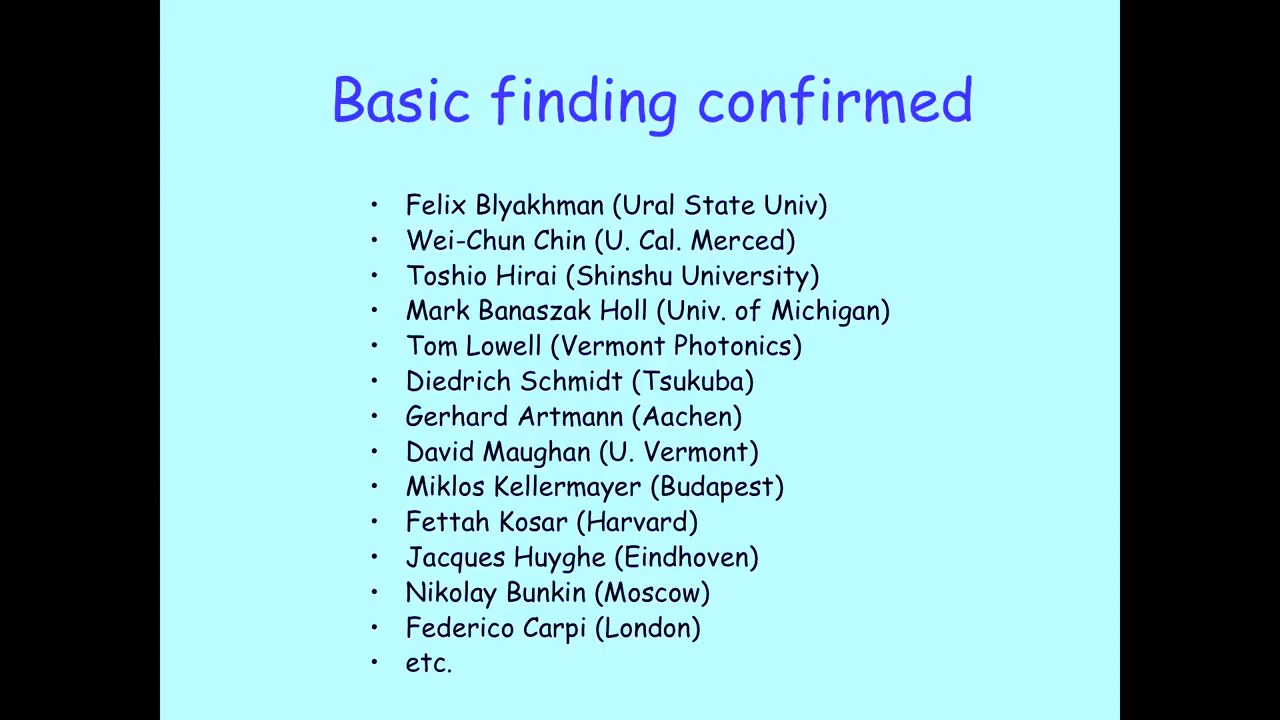 Basic finding confirmed
• Felix Blyakhman (Ural State Univ)
• Wei-Chun Chin (U. Cal. Merced)
• Toshio Hirai (Shinshu University)
• Mark Banaszak Holl (Univ. of Michigan)
• Tom Lowell (Vermont Photonics)
• Diedrich Schmidt (Tsukuba)
• Gerhard Artmann (Aachen)
• David Maughan (U. Vermont)
• Miklos Kellermayer (Budapest)
• Fettah Kosar (Harvard)
• Jacques Huyghe (Eindhoven)
• Nikolay Bunkin (Moscow)
• Federico Carpi (London)
• etc.